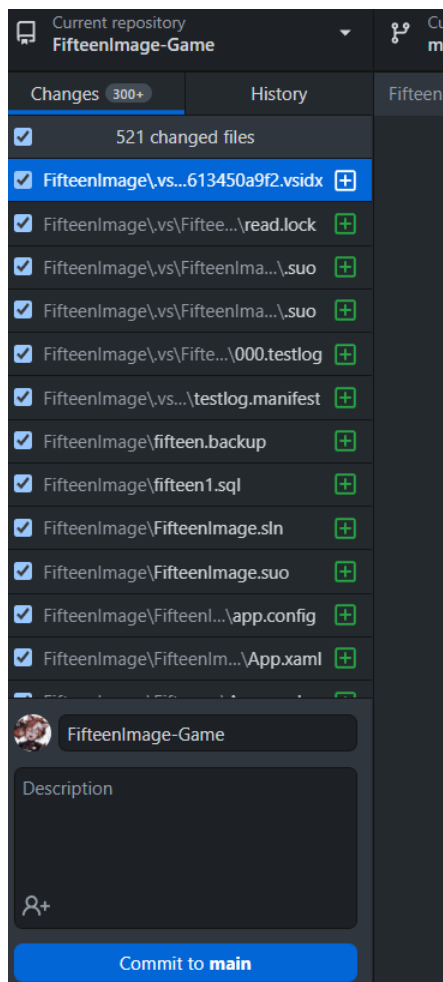 Current repository
FifteenImage-Game
Changes 300+
History
Fifteen
521 changed files
FifteenImage\.vs...613450a9f2.vsidx
FifteenImage\.vs\Fiftee...\read.lock
FifteenImage\.vs\FifteenIma...\.suo
FifteenImage\.vs\FifteenIma...\.suo
FifteenImage\.vs\Fifte...\000.testlog
FifteenImage\.vs...\testlog.manifest
FifteenImage\fifteen.backup
FifteenImage\fifteen1.sql
FifteenImage\FifteenImage.sln
FifteenImage\FifteenImage.suo
FifteenImage\FifteenI...\app.config
FifteenImage\FifteenIm...\App.xaml
FifteenImage-Game
Description
Commit to main